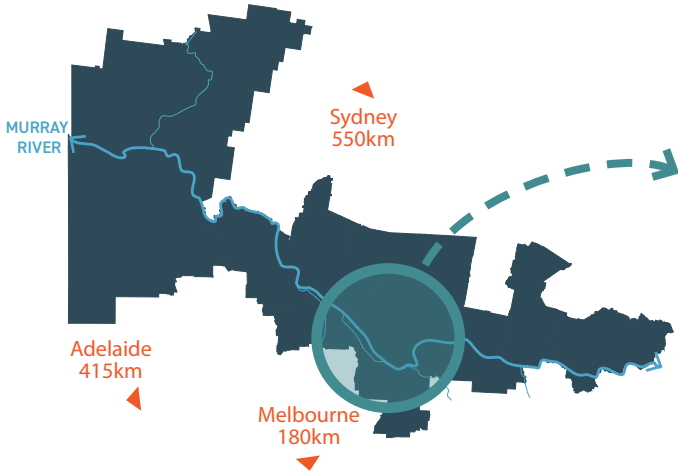 Sydney
550km
MURRAY
RIVER
Adelaide
415km
Melbourne
180km